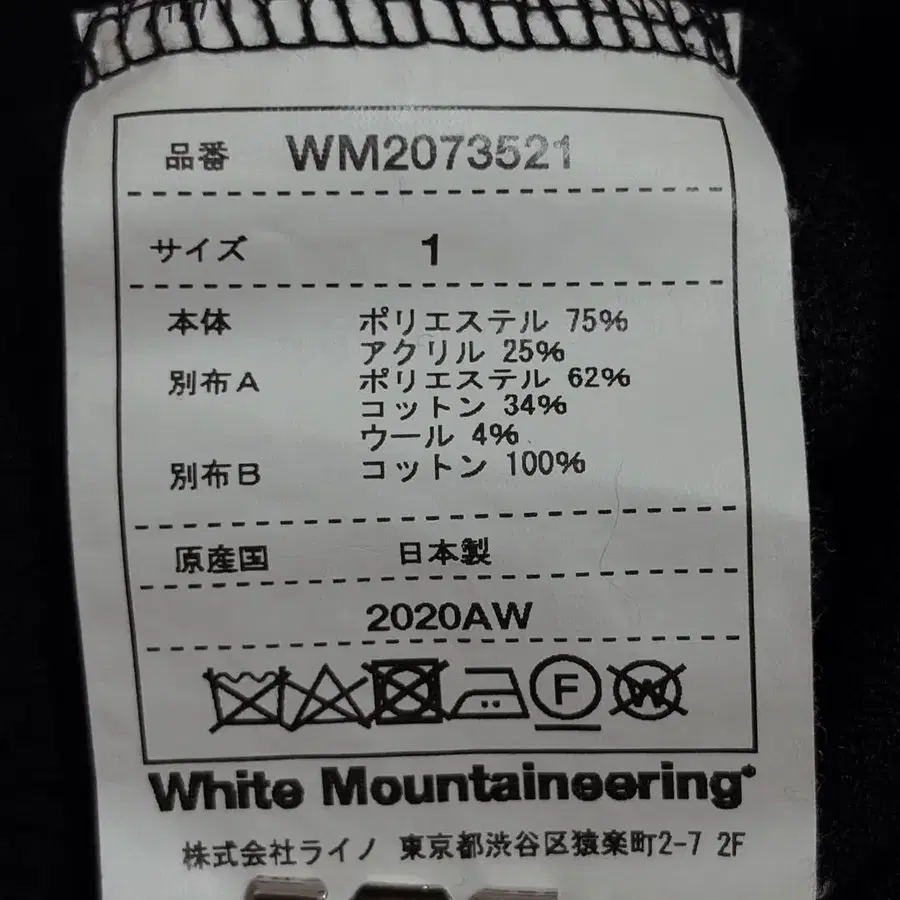 品番 WM2073521
サイズ 1
本体 ポリエステル 75%
アクリル 25%
別布A ポリエステル 62%
コットン 34%
ウール 4%
別布B コットン 100%
原産国 日本製
2020AW
F W
White Mountaineering®
株式会社ライノ 東京都渋谷区猿楽町2-7 2F